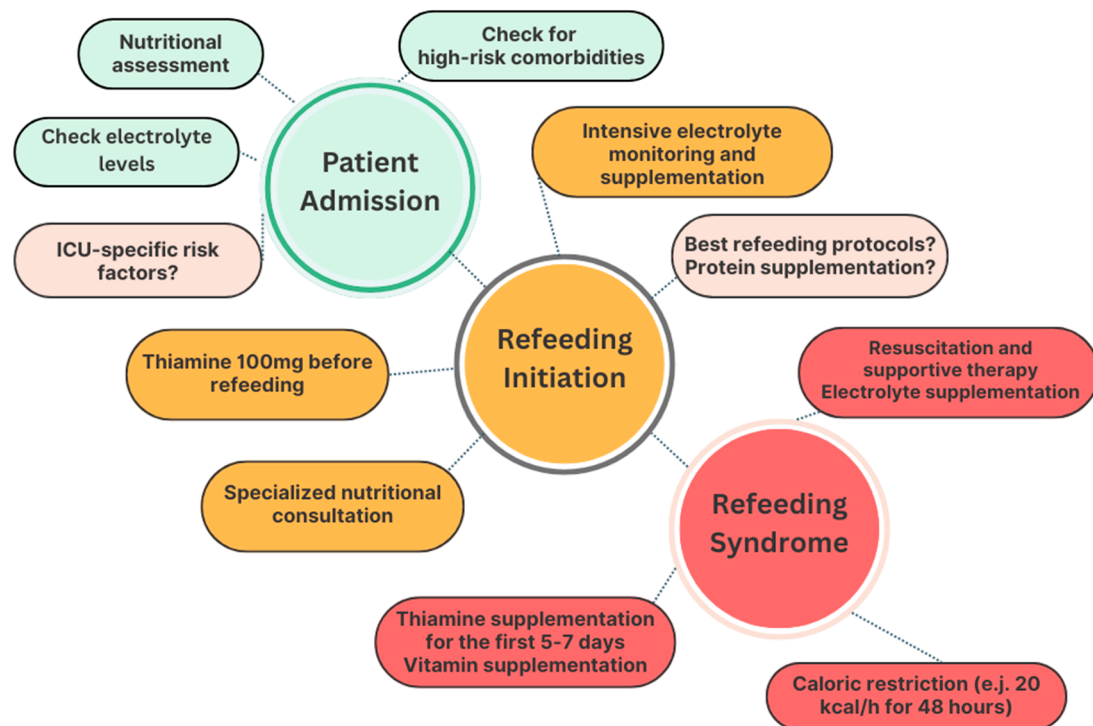 Nutritional
assessment
Check for
high-risk comorbidities
Check electrolyte
levels
Patient
Admission
Intensive electrolyte
monitoring and
supplementation
ICU-specific risk
factors?
Best refeeding protocols?
Protein supplementation?
Refeeding
Initiation
Thiamine 100mg before
refeeding
Resuscitation and
supportive therapy
Electrolyte supplementation
Specialized nutritional
consultation
Refeeding
Syndrome
Thiamine supplementation
for the first 5-7 days
Vitamin supplementation
Caloric restriction (e.j. 20
kcal/h for 48 hours)